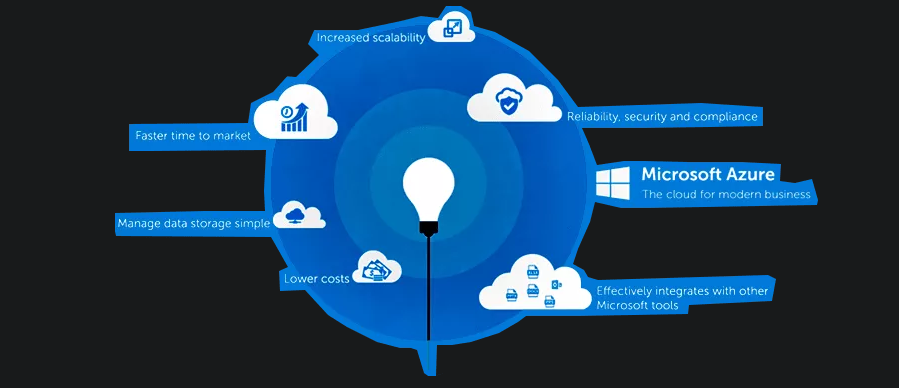 Increased scalability
Reliability, security and compliance
Faster time to market
Microsoft Azure
The cloud for modern business
Manage data storage simple
Lower costs
Effectively integrates with other
Microsoft tools